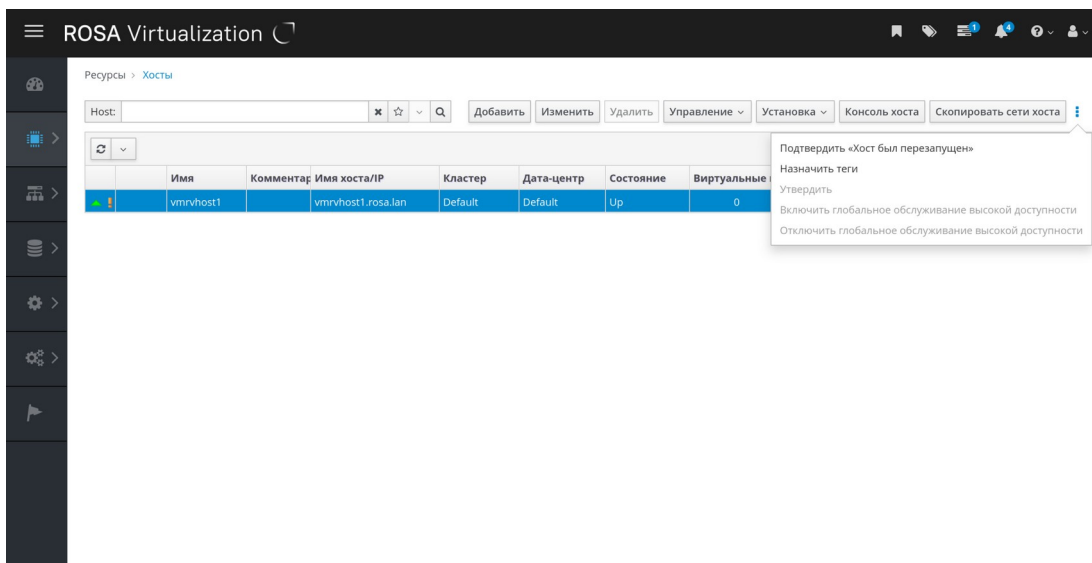 ROSA Virtualization
1
4
Ресурсы > Хосты
Host:
Добавить
Изменить
Удалить
Управление
Установка
Консоль хоста
Скопировать сети хоста
Подтвердить «Хост был перезапущен»
Назначить теги
Утвердить
Включить глобальное обслуживание высокой доступности
Отключить глобальное обслуживание высокой доступности
Имя Комментар Имя хоста/IP Кластер Дата-центр Состояние Виртуальные
vmrvhost1 vmrvhost1.rosa.lan Default Default Up 0